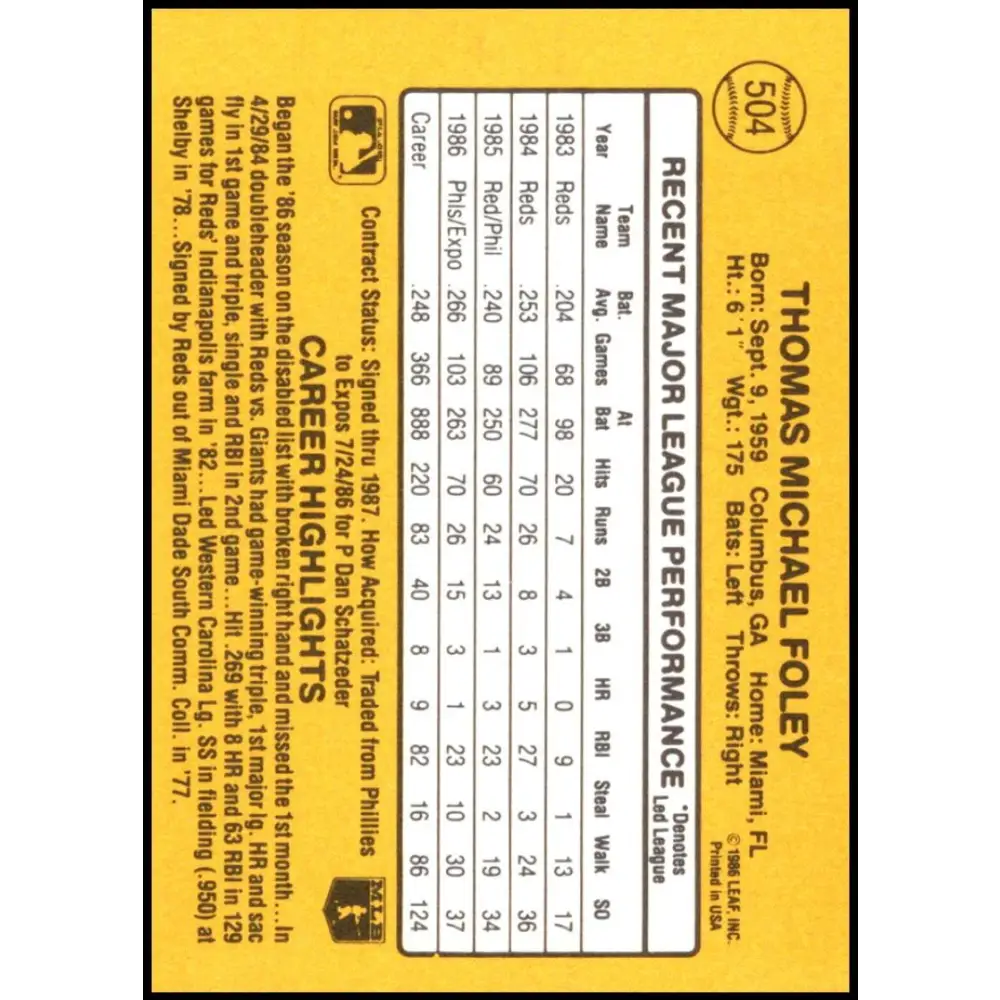 504
THOMAS MICHAEL FOLEY
Born: Sept. 9, 1959 Columbus, GA Home: Miami, FL
Ht.: 6'1" Wgt.: 175 Bats: Left Throws: Right
© 1986 LEAF, INC.
Printed in USA
RECENT MAJOR LEAGUE PERFORMANCE *Denotes Led League
Year Team Name Bat. Avg. Games At Bat Hits Runs 2B 3B HR RBI Steal Walk SO
1983 Reds .204 68 98 20 7 4 1 0 9 1 13 17
1984 Reds .253 106 277 70 26 8 3 5 27 3 24 36
1985 Red/Phil .240 89 250 60 24 13 1 3 23 2 19 34
1986 Phls/Expo .266 103 263 70 26 15 3 1 23 10 30 37
Career .248 366 888 220 83 40 8 9 82 16 86 124
Contract Status: Signed thru 1987. How Acquired: Traded from Phillies
to Expos 7/24/86 for P Dan Schatzeder
MLB
CAREER HIGHLIGHTS
Began the '86 season on the disabled list with broken right hand and missed the 1st month...In
4/29/84 doubleheader with Reds vs. Giants had game-winning triple, 1st major lg. HR and sac
fly in 1st game and triple, single and RBI in 2nd game...Hit .269 with 8 HR and 63 RBI in 129
games for Reds' Indianapolis farm in '82...Led Western Carolina Lg. SS in fielding (.950) at
Shelby in '78...Signed by Reds out of Miami Dade South Comm. Coll. in '77.